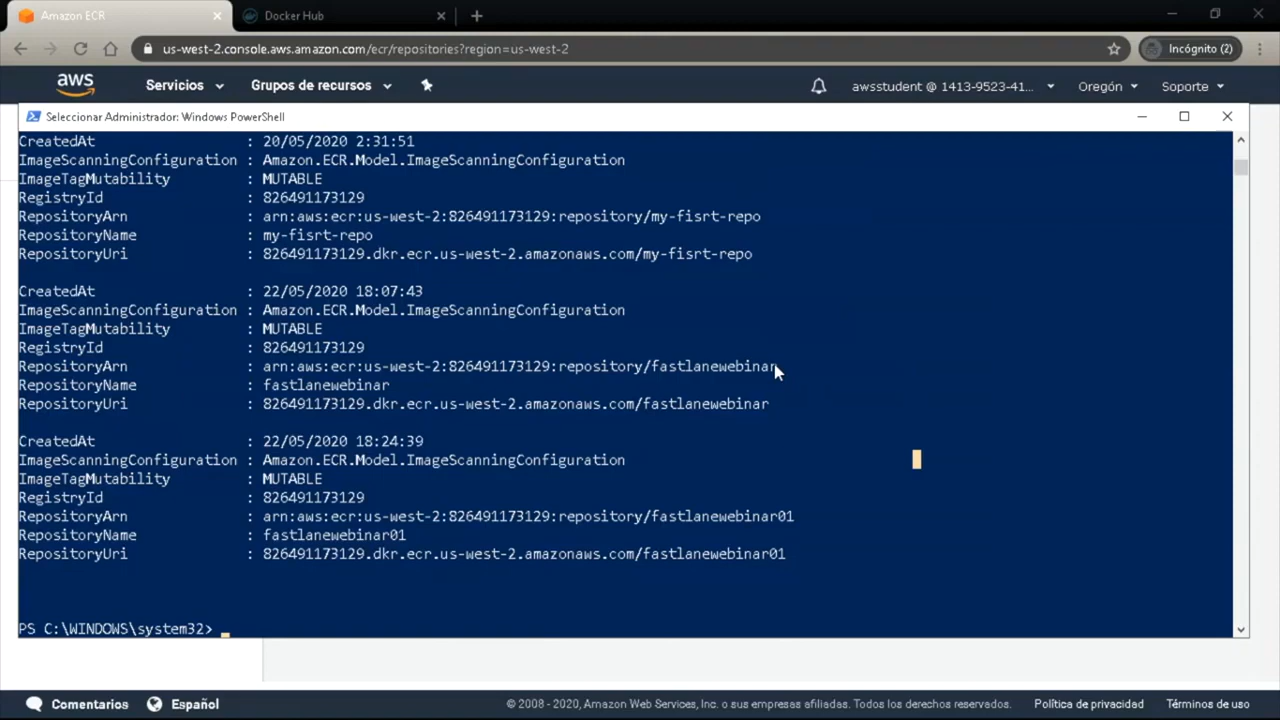 Amazon ECR
Docker Hub
us-west-2.console.aws.amazon.com/ecr/repositories?region=us-west-2
Incógnito (2)
aws
Servicios
Grupos de recursos
awsstudent @ 1413-9523-41...
Oregón
Soporte
Seleccionar Administrador: Windows PowerShell
CreatedAt : 20/05/2020 2:31:51
ImageScanningConfiguration : Amazon.ECR.Model.ImageScanningConfiguration
ImageTagMutability : MUTABLE
RegistryId : 826491173129
RepositoryArn : arn:aws:ecr:us-west-2:826491173129:repository/my-fisrt-repo
RepositoryName : my-fisrt-repo
RepositoryUri : 826491173129.dkr.ecr.us-west-2.amazonaws.com/my-fisrt-repo
CreatedAt : 22/05/2020 18:07:43
ImageScanningConfiguration : Amazon.ECR.Model.ImageScanningConfiguration
ImageTagMutability : MUTABLE
RegistryId : 826491173129
RepositoryArn : arn:aws:ecr:us-west-2:826491173129:repository/fastlanewebinar
RepositoryName : fastlanewebinar
RepositoryUri : 826491173129.dkr.ecr.us-west-2.amazonaws.com/fastlanewebinar
CreatedAt : 22/05/2020 18:24:39
ImageScanningConfiguration : Amazon.ECR.Model.ImageScanningConfiguration
ImageTagMutability : MUTABLE
RegistryId : 826491173129
RepositoryArn : arn:aws:ecr:us-west-2:826491173129:repository/fastlanewebinar01
RepositoryName : fastlanewebinar01
RepositoryUri : 826491173129.dkr.ecr.us-west-2.amazonaws.com/fastlanewebinar01
PS C:\WINDOWS\system32>
Comentarios
Español
© 2008 - 2020, Amazon Web Services, Inc. o sus empresas afiliadas. Todos los derechos reservados.
Política de privacidad
Términos de uso